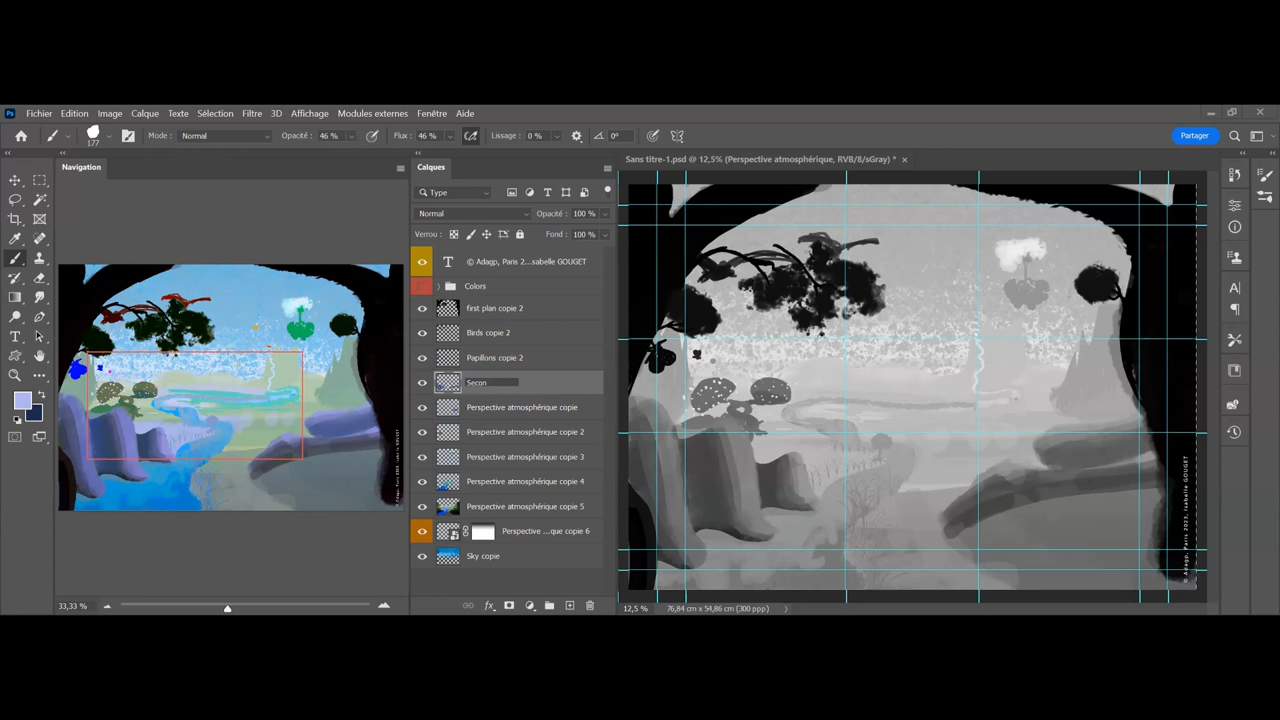 Ps Fichier Edition Image Calque Texte Sélection Filtre 3D Affichage Modules externes Fenêtre Aide
177 Mode : Normal Opacité : 46 % Flux : 46 % Lissage : 0 % 0° Partager
Navigation
Calques
Sans titre-1.psd @ 12,5% (Perspective atmosphérique, RVB/8/sGray) *
Type
Normal Opacité : 100 %
Verrou : Fond : 100 %
© Adagp, Paris 2...sabelle GOUGET
Colors
first plan copie 2
Birds copie 2
Papillons copie 2
Secon
Perspective atmosphérique copie
Perspective atmosphérique copie 2
Perspective atmosphérique copie 3
Perspective atmosphérique copie 4
Perspective atmosphérique copie 5
Perspective ...que copie 6
Sky copie
© Adagp, Paris 2023, Isabelle GOUGET
33,33 %
12,5 % 76,84 cm x 54,86 cm (300 ppp)